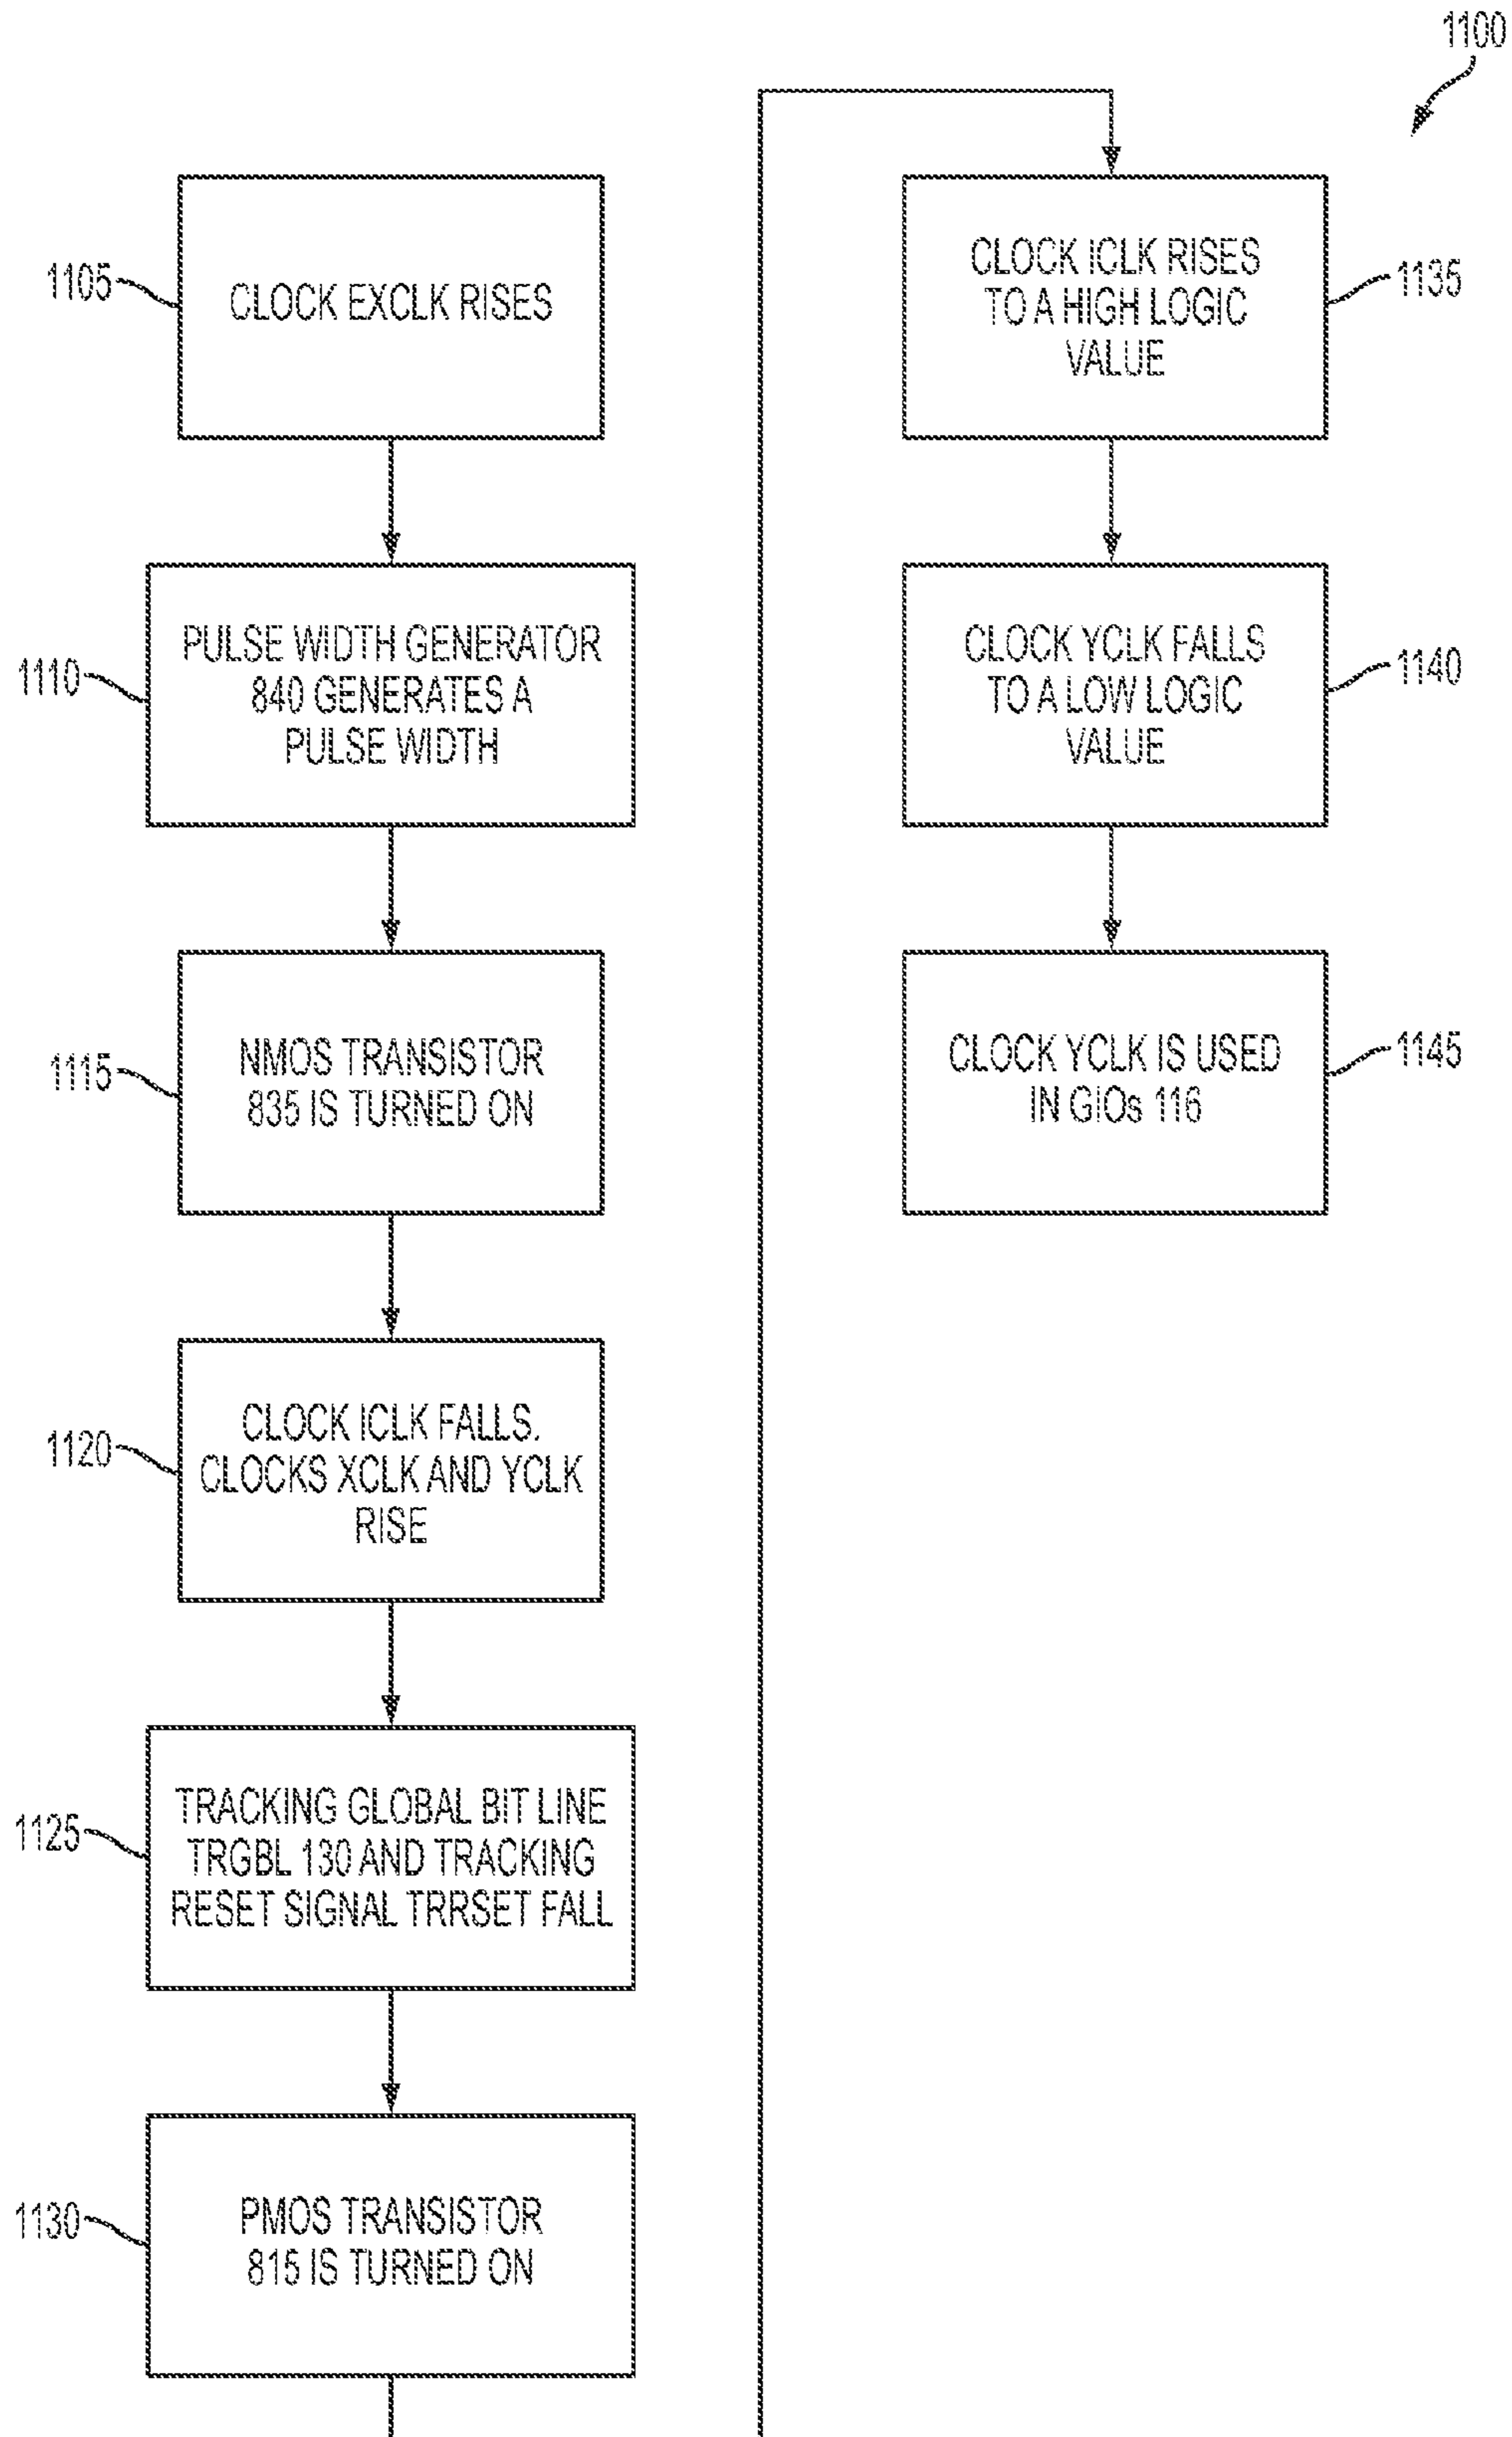 1100
1105
CLOCK EXCLK RISES
1110
PULSE WIDTH GENERATOR
840 GENERATES A
PULSE WIDTH
1115
NMOS TRANSISTOR
835 IS TURNED ON
1120
CLOCK ICLK FALLS.
CLOCKS XCLK AND YCLK
RISE
1125
TRACKING GLOBAL BIT LINE
TRGBL 130 AND TRACKING
RESET SIGNAL TRRSET FALL
1130
PMOS TRANSISTOR
815 IS TURNED ON
CLOCK ICLK RISES
TO A HIGH LOGIC
VALUE
1135
CLOCK YCLK FALLS
TO A LOW LOGIC
VALUE
1140
CLOCK YCLK IS USED
IN GIOs 116
1145